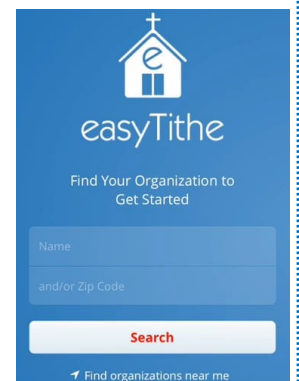 e
easyTithe
Find Your Organization to
Get Started
Name
and/or Zip Code
Search
Find organizations near me